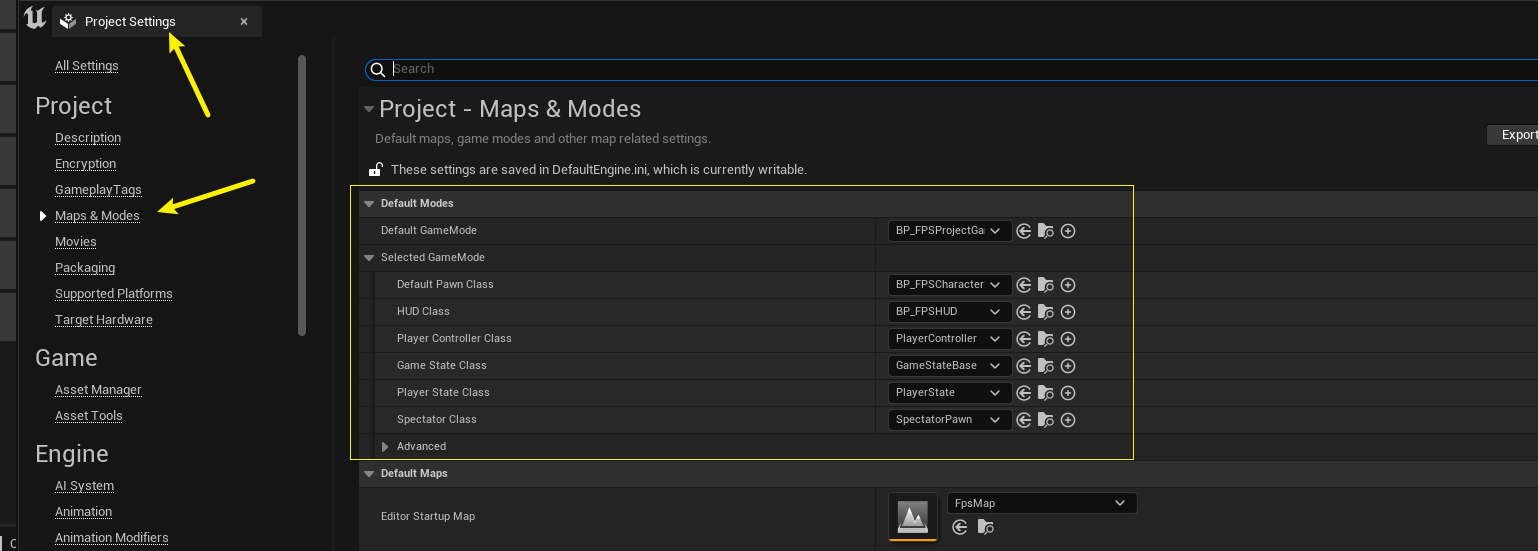 Project Settings
All Settings
Project
Description
Encryption
GameplayTags
Maps & Modes
Movies
Packaging
Supported Platforms
Target Hardware
Game
Asset Manager
Asset Tools
Engine
AI System
Animation
Animation Modifiers
Search
Project - Maps & Modes
Default maps, game modes and other map related settings.
Export
These settings are saved in DefaultEngine.ini, which is currently writable.
Default Modes
Default GameMode BP_FPSProjectGa
Selected GameMode
Default Pawn Class BP_FPSCharacter
HUD Class BP_FPSHUD
Player Controller Class PlayerController
Game State Class GameStateBase
Player State Class PlayerState
Spectator Class SpectatorPawn
Advanced
Default Maps
Editor Startup Map FpsMap